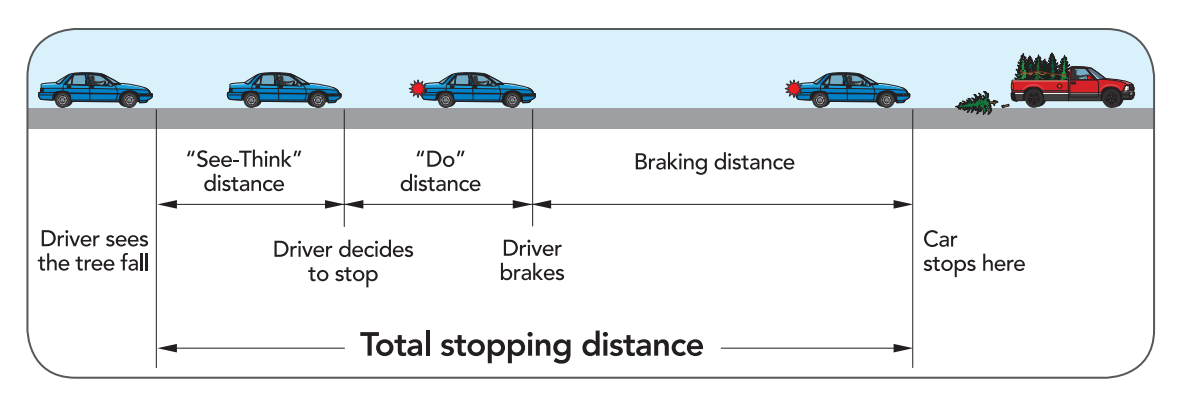 “See-Think”
distance
“Do”
distance
Braking distance
Driver sees
the tree fall
Driver decides
to stop
Driver
brakes
Car
stops here
Total stopping distance